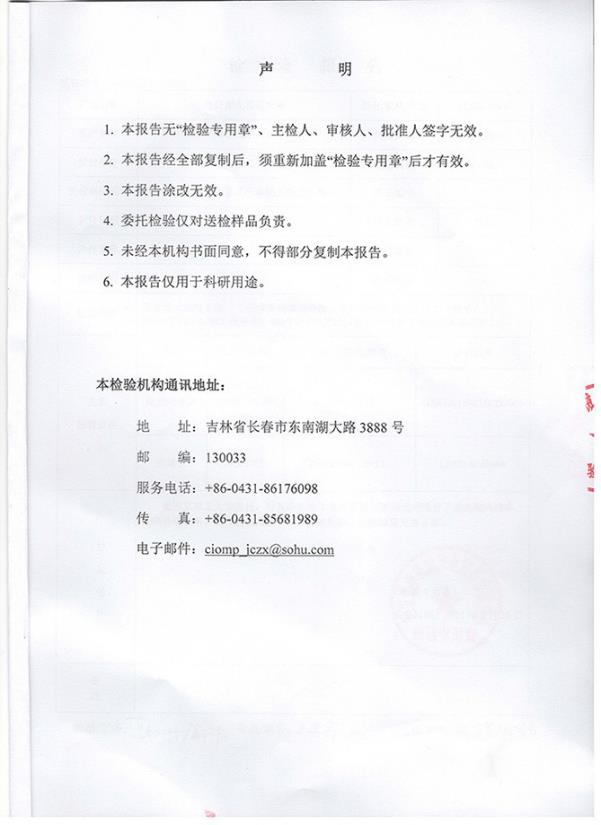 声 明
1. 本报告无“检验专用章”、主检人、审核人、批准人签字无效。
2. 本报告经全部复制后，须重新加盖“检验专用章”后才有效。
3. 本报告涂改无效。
4. 委托检验仅对送检样品负责。
5. 未经本机构书面同意，不得部分复制本报告。
6. 本报告仅用于科研用途。
本检验机构通讯地址：
地 址：吉林省长春市东南湖大路 3888 号
邮 编：130033
服务电话：+86-0431-86176098
传 真：+86-0431-85681989
电子邮件：ciomp_jczx@sohu.com